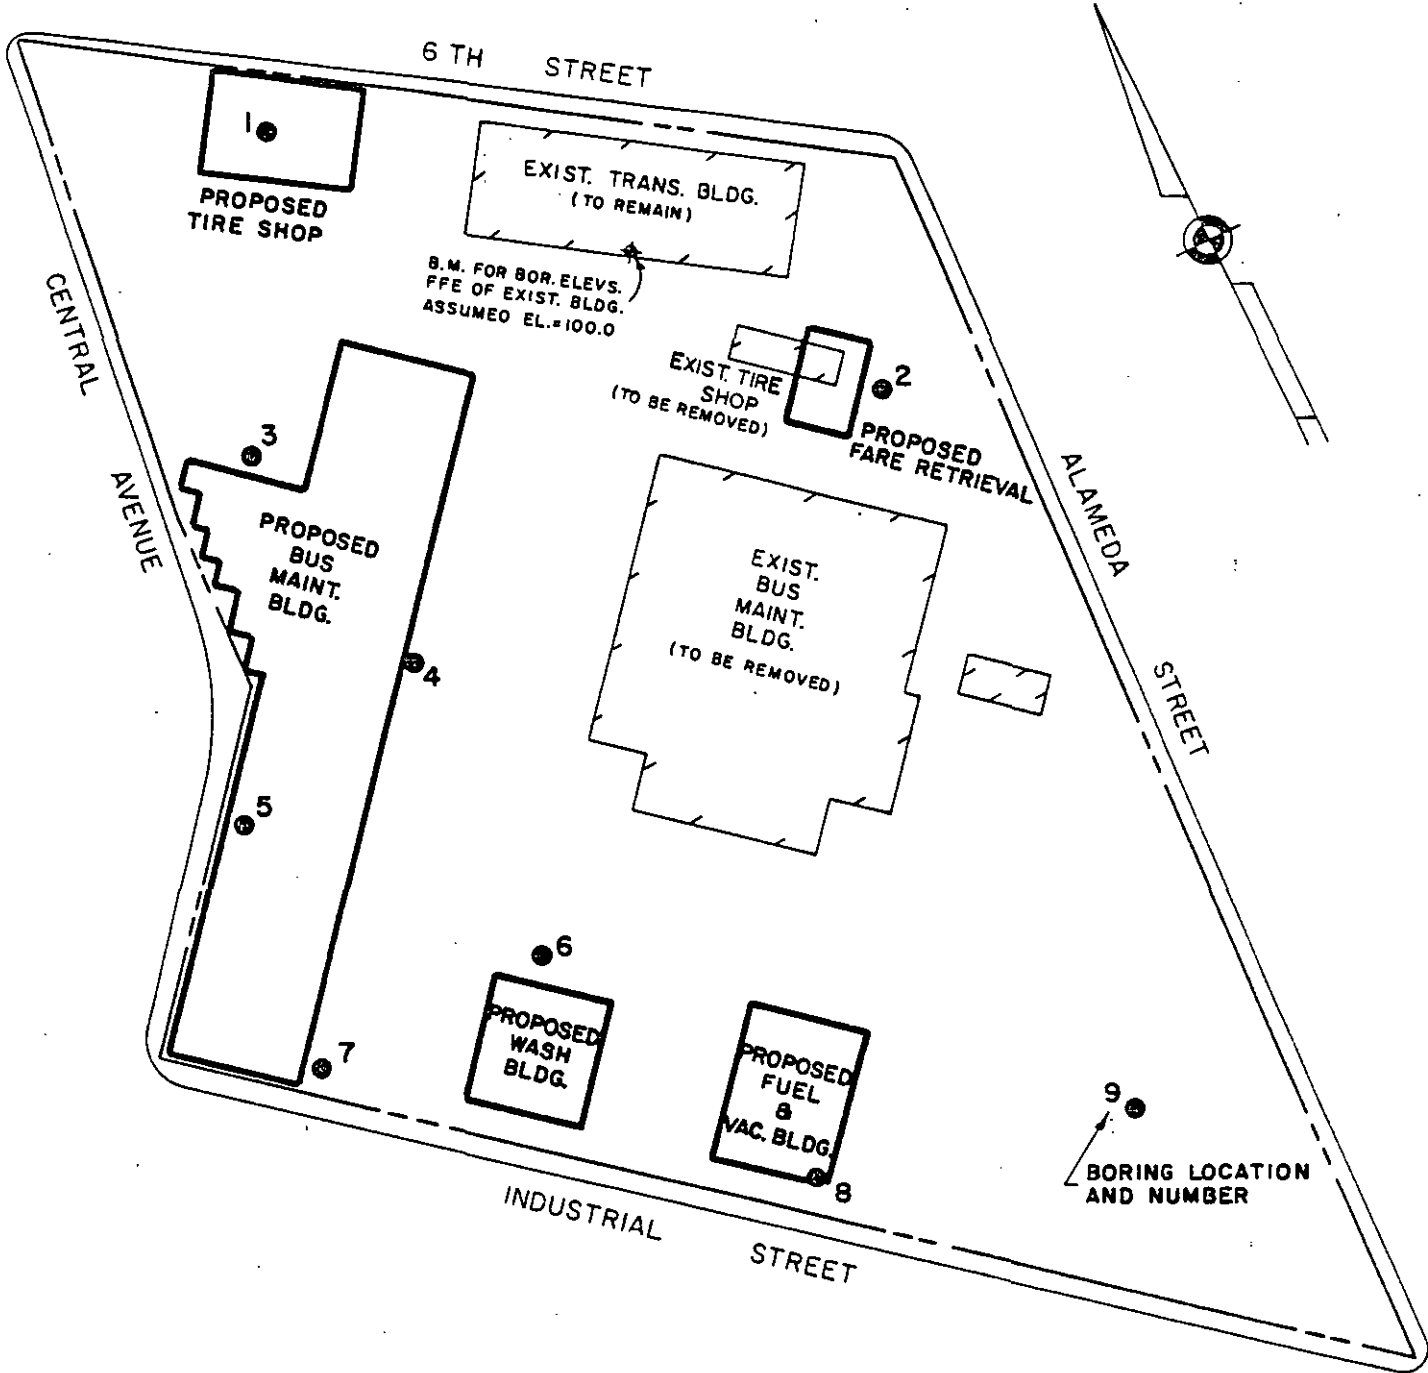 6 TH STREET
1
PROPOSED
TIRE SHOP
EXIST. TRANS. BLDG.
(TO REMAIN)
B.M. FOR BOR. ELEVS.
FFE OF EXIST. BLDG.
ASSUMED EL.=100.0
CENTRAL
AVENUE
EXIST. TIRE
SHOP
(TO BE REMOVED)
2
PROPOSED
FARE RETRIEVAL
ALAMEDA
STREET
3
PROPOSED
BUS
MAINT.
BLDG.
4
EXIST.
BUS
MAINT.
BLDG.
(TO BE REMOVED)
5
6
PROPOSED
WASH
BLDG.
7
PROPOSED
FUEL
&
VAC. BLDG.
8
9
BORING LOCATION
AND NUMBER
INDUSTRIAL
STREET